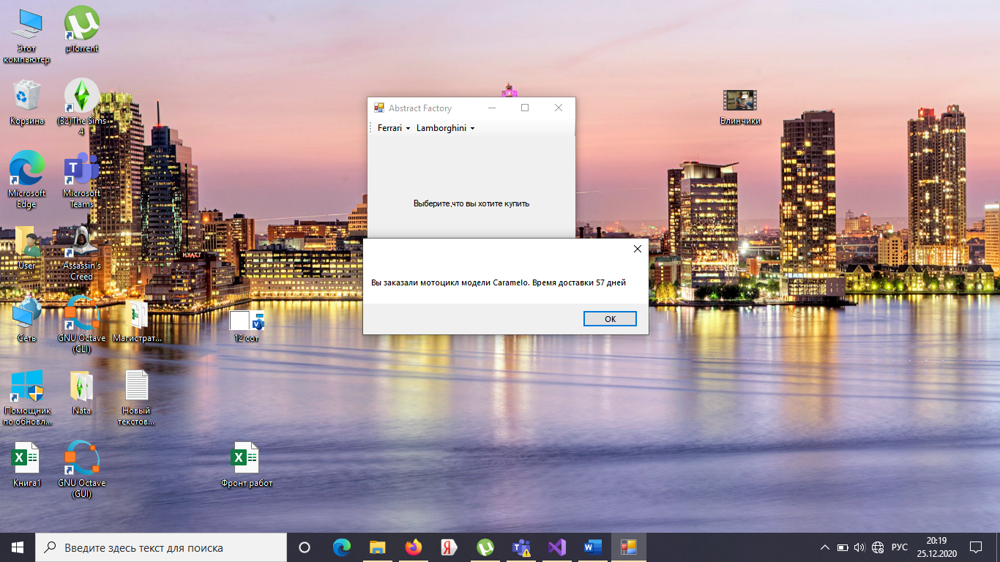 Этот
компьютер
µTorrent
Корзина
(32)The Sims
4
Microsoft
Edge
Microsoft
Teams
User
Assassin's
Creed
Сеть
GNU Octave
(CLI)
Магистрат...
12 сот
Помощник
по обновл...
Nata
Новый
текстов...
Книга1
GNU Octave
(GUI)
Фронт работ
Блинчики
HYATT
Abstract Factory
Ferrari
Lamborghini
Выберите,что вы хотите купить
Вы заказали мотоцикл модели Caramelo. Время доставки 57 дней
OK
Введите здесь текст для поиска
РУС
20:19
25.12.2020